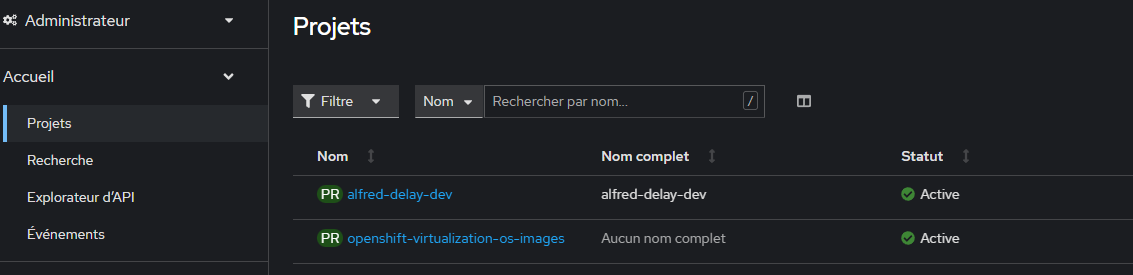 Administrateur
Projets
Accueil
Filtre
Nom
Rechercher par nom...
/
Projets
Nom
Nom complet
Statut
Recherche
PR alfred-delay-dev
alfred-delay-dev
Active
Explorateur d'API
Événements
PR openshift-virtualization-os-images
Aucun nom complet
Active